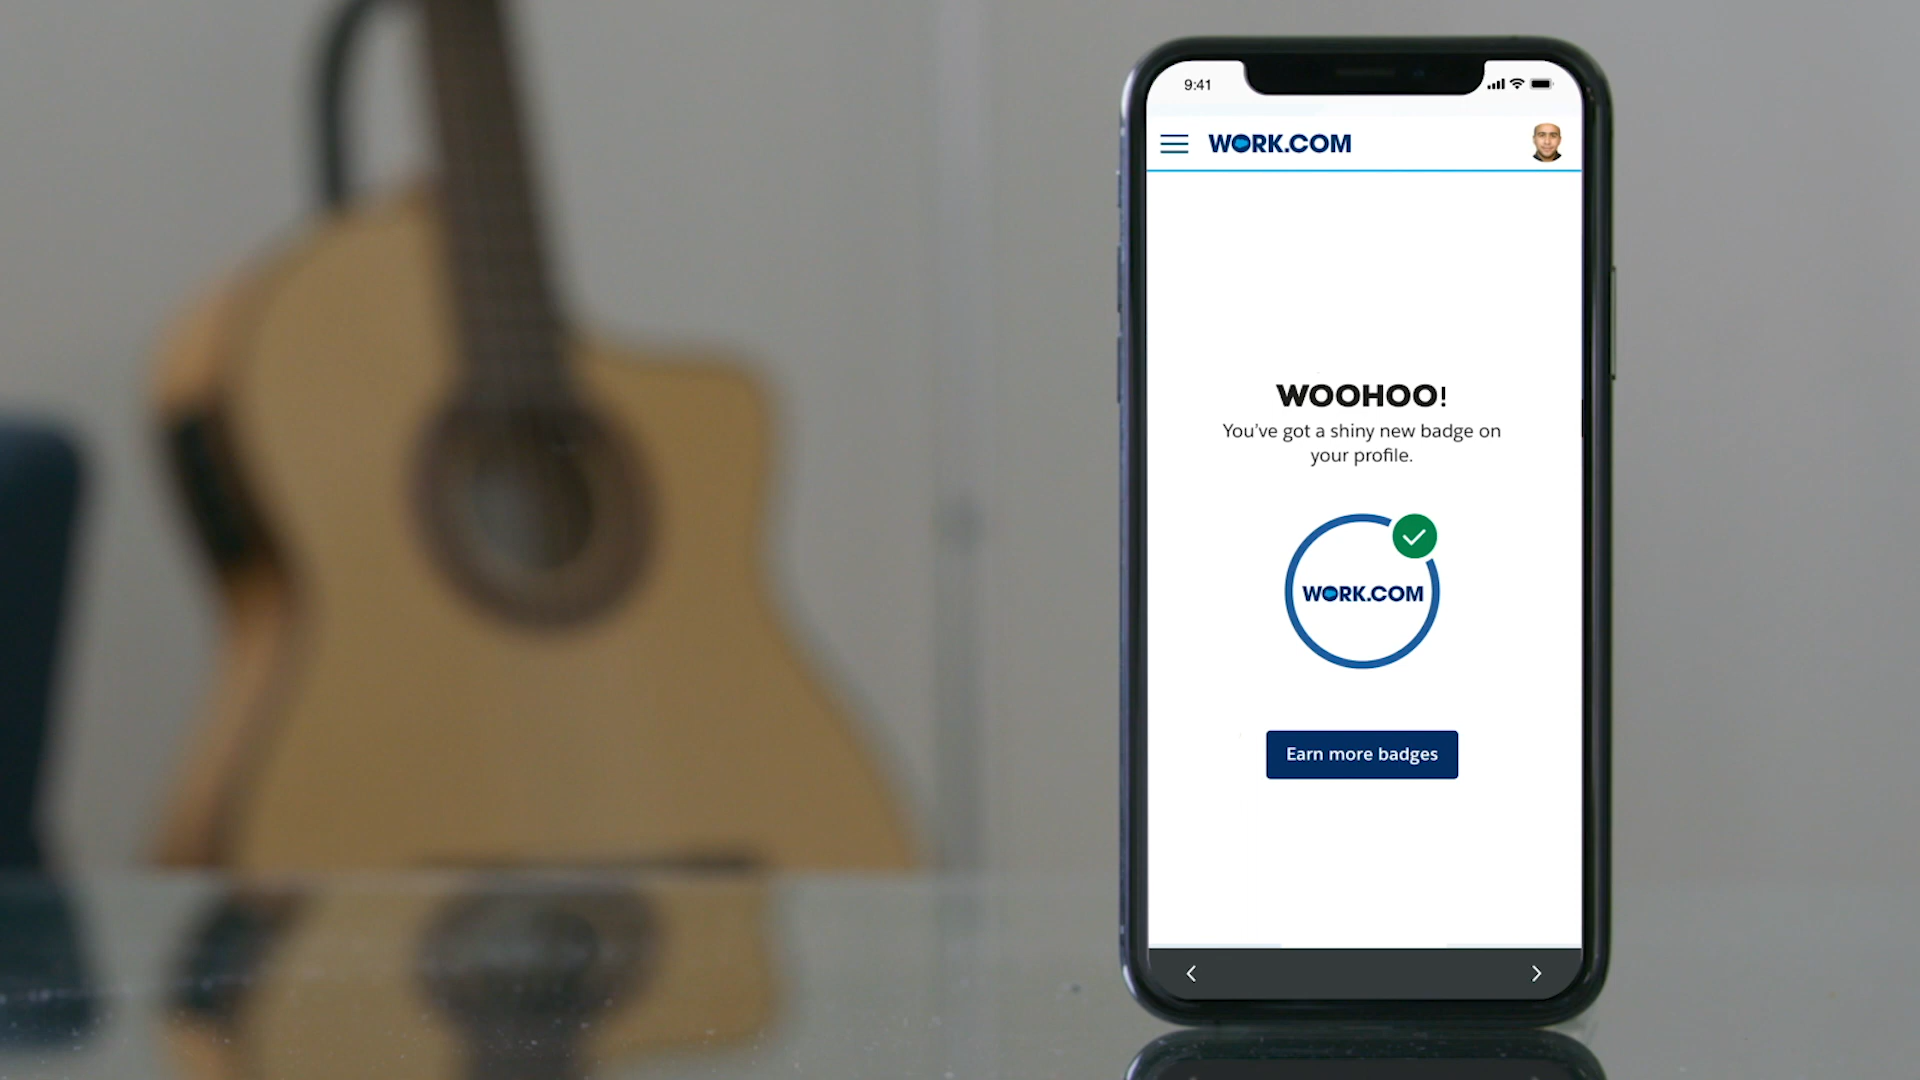 9:41
WORK.COM
WOOHOO!
You've got a shiny new badge on
your profile.
WORK.COM
Earn more badges